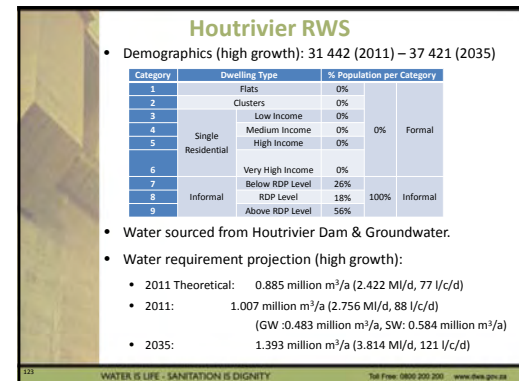 Houtrivier RWS
• Demographics (high growth): 31 442 (2011) – 37 421 (2035)
Category Dwelling Type % Population per Category
1 Flats 0%
2 Clusters 0%
3 Low Income 0%
4 Medium Income 0%
Single Residential 0% Formal
5 High Income 0%
6 Very High Income 0%
7 Below RDP Level 26%
8 Informal RDP Level 18% 100% Informal
9 Above RDP Level 56%
• Water sourced from Houtrivier Dam & Groundwater.
• Water requirement projection (high growth):
• 2011 Theoretical: 0.885 million m³/a (2.422 Ml/d, 77 l/c/d)
• 2011: 1.007 million m³/a (2.756 Ml/d, 88 l/c/d)
(GW :0.483 million m³/a, SW: 0.584 million m³/a)
• 2035: 1.393 million m³/a (3.814 Ml/d, 121 l/c/d)
123 WATER IS LIFE - SANITATION IS DIGNITY Toll Free: 0800 200 200 www.dwa.gov.za